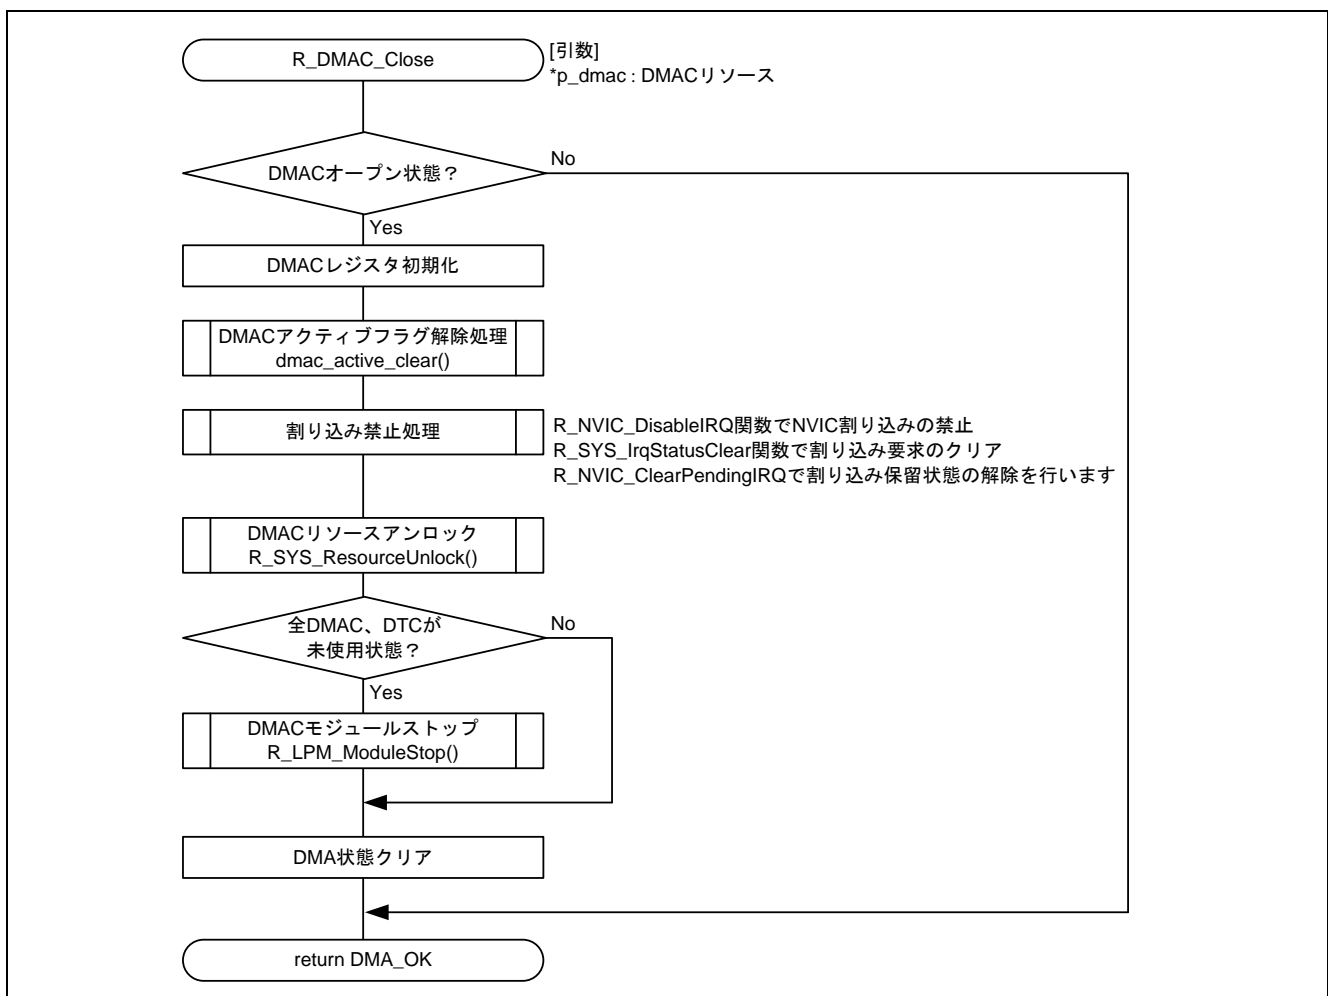 R_DMAC_Close
[引数]
*p_dmac : DMACリソース
DMACオープン状態？
No
Yes
DMACレジスタ初期化
DMACアクティブフラグ解除処理
dmac_active_clear()
割り込み禁止処理
R_NVIC_DisableIRQ関数でNVIC割り込みの禁止
R_SYS_IrqStatusClear関数で割り込み要求のクリア
R_NVIC_ClearPendingIRQで割り込み保留状態の解除を行います
DMACリソースアンロック
R_SYS_ResourceUnlock()
全DMAC、DTCが
未使用状態？
No
Yes
DMACモジュールストップ
R_LPM_ModuleStop()
DMA状態クリア
return DMA_OK